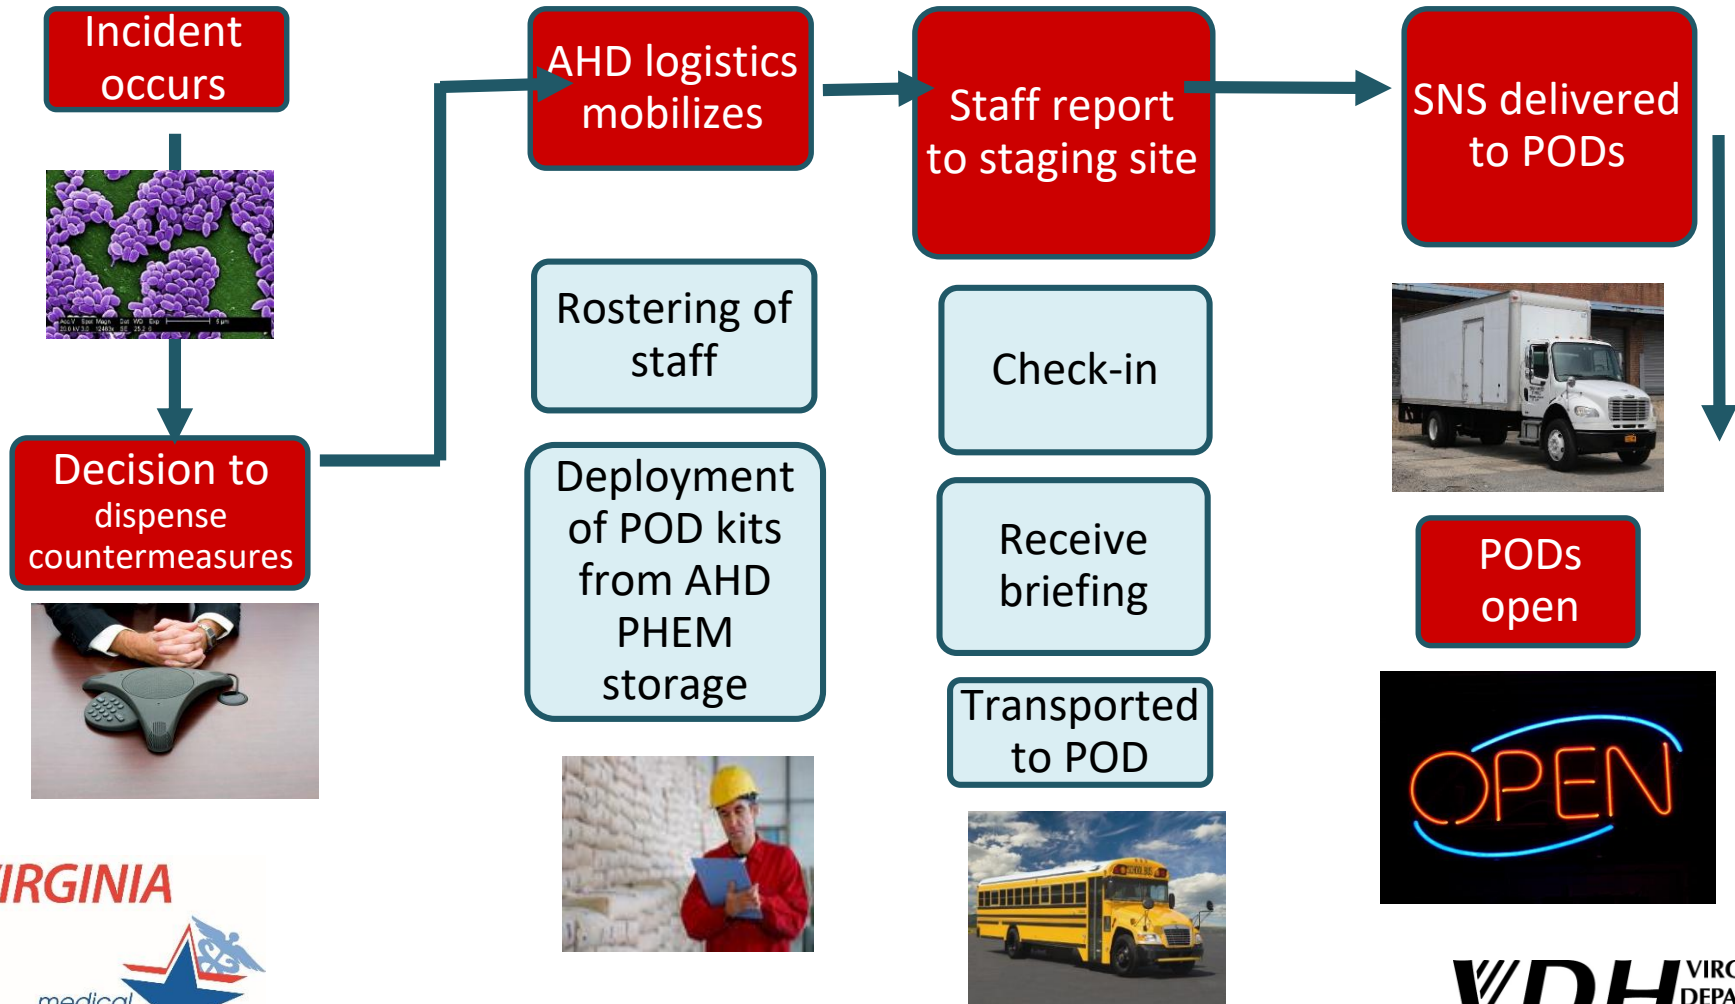 Incident
occurs
Decision to
dispense
countermeasures
AHD logistics
mobilizes
Rostering of
staff
Deployment
of POD kits
from AHD
PHEM
storage
Staff report
to staging site
Check-in
Receive
briefing
Transported
to POD
SCHOOL BUS
SNS delivered
to PODs
PODs
open
OPEN
IRGINIA
medical
VDH
VIRG
DEPA